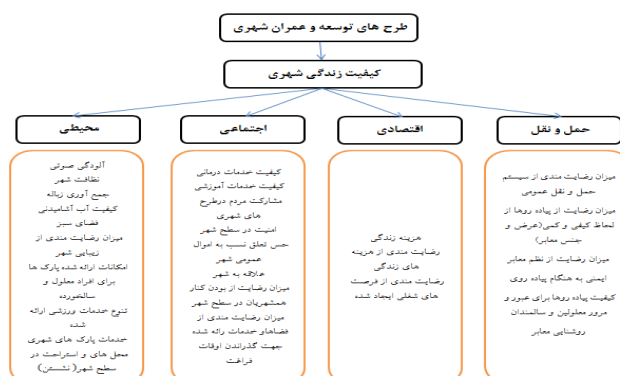 طرح های توسعه و عمران شهری
کیفیت زندگی شهری
حمل و نقل
اقتصادی
اجتماعی
محیطی
میزان رضایت مندی از سیستم
حمل و نقل عمومی
میزان رضایت از پیاده روها از
لحاظ کیفی و کمی(عرض و
جنس معابر)
میزان رضایت از نظم معابر
ایمنی به هنگام پیاده روی
کیفیت پیاده روها برای عبور و
مرور معلولین و سالمندان
روشنایی معابر
هزینه زندگی
رضایت مندی از هزینه
های زندگی
رضایت مندی از فرصت
های شغلی ایجاد شده
کیفیت خدمات درمانی
کیفیت خدمات آموزشی
مشارکت مردم درطرح
های شهری
امنیت در سطح شهر
حس تعلق نسبت به اموال
عمومی شهر
علاقه به شهر
میزان رضایت از بودن کنار
همشهریان در سطح شهر
میزان رضایت مندی از
فضاهاو خدمات رائه شده
جهت گذراندن اوقات
فراغت
آلودگی صوتی
نظافت شهر
جمع آوری زباله
کیفیت آب آشامیدنی
فضای سبز
میزان رضایت مندی از
زیبایی شهر
امکانات ارائه شده پارک ها
برای افراد معلول و
سالخورده
تنوع خدمات ورزشی ارائه
شده
خدمات پارک های شهری
محل های و استراحت در
سطح شهر( نشستن)